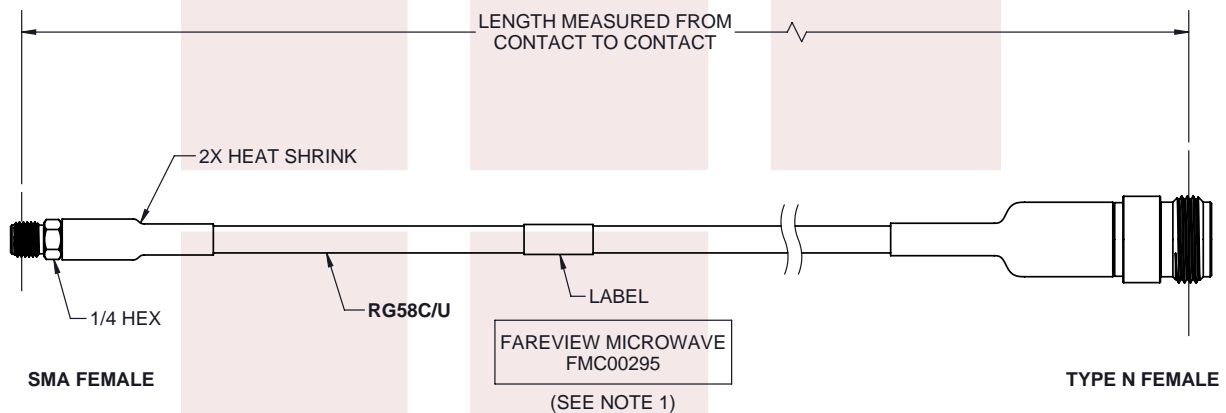 LENGTH MEASURED FROM
CONTACT TO CONTACT
2X HEAT SHRINK
1/4 HEX
RG58C/U
LABEL
FAREVIEW MICROWAVE
FMC00295
(SEE NOTE 1)
SMA FEMALE
TYPE N FEMALE